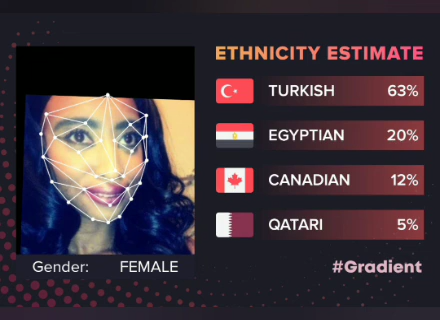 ETHNICITY ESTIMATE
TURKISH 63%
EGYPTIAN 20%
CANADIAN 12%
QATARI 5%
Gender: FEMALE
#Gradient